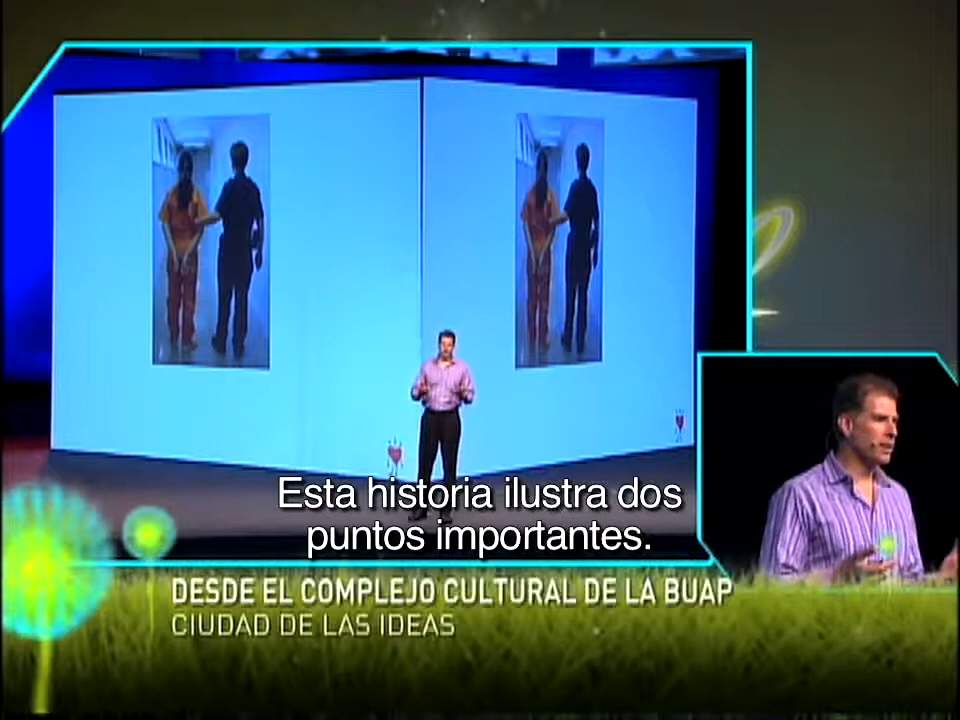 Esta historia ilustra dos
puntos importantes.
DESDE EL COMPLEJO CULTURAL DE LA BUAP
CIUDAD DE LAS IDEAS